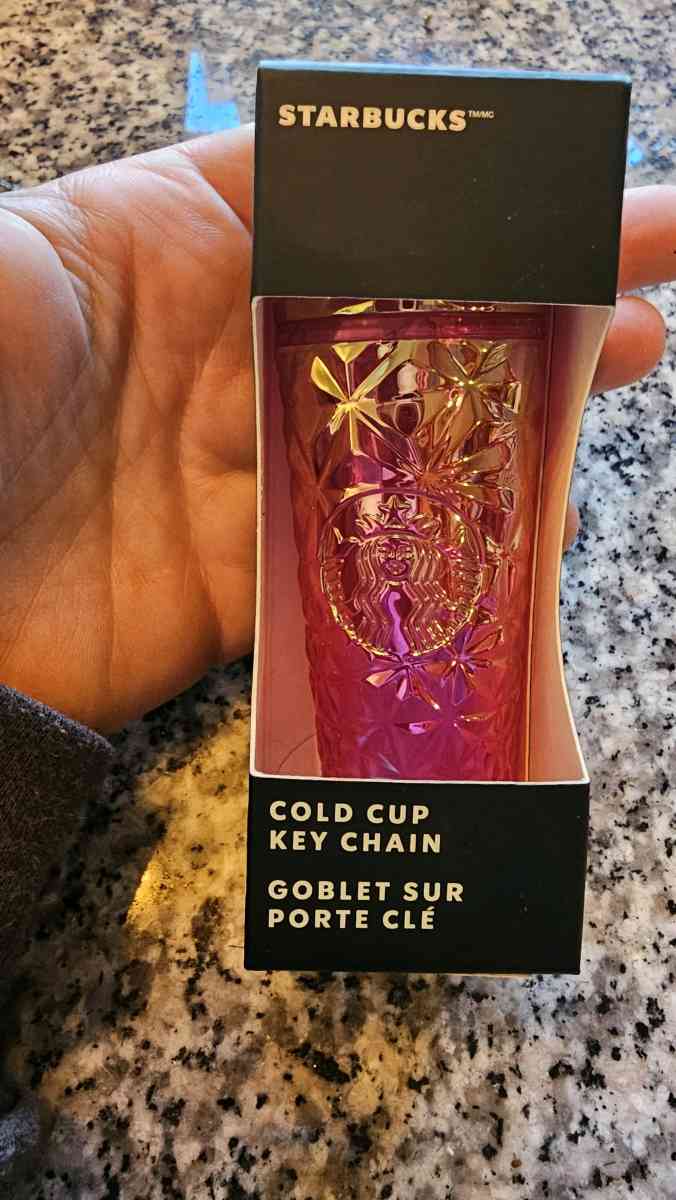 STARBUCKS™/MC
COLD CUP
KEY CHAIN
GOBLET SUR
PORTE CLÉ